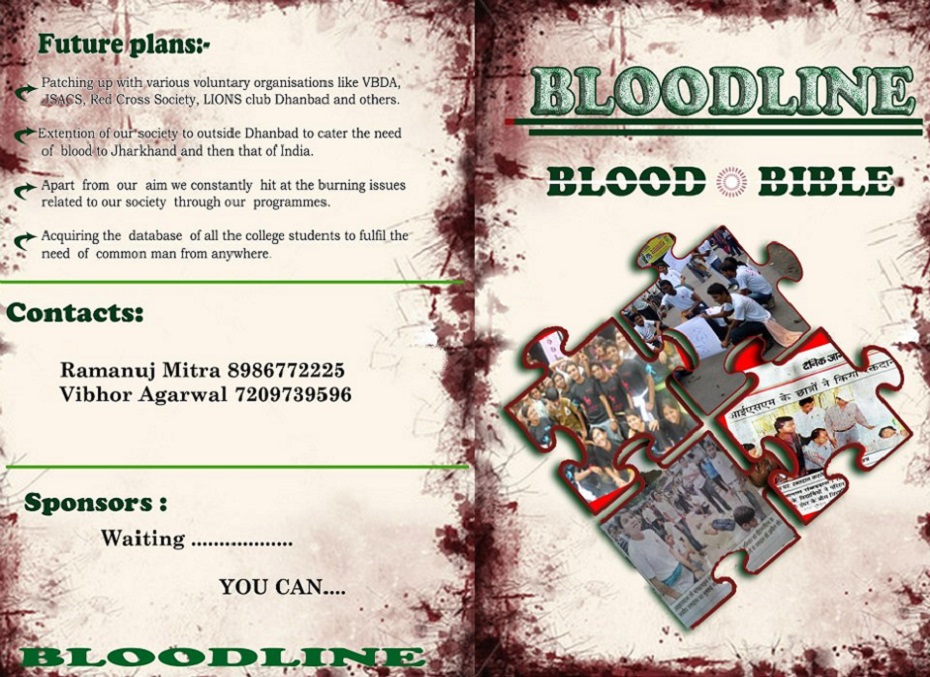 Future plans:-
Patching up with various voluntary organisations like VBDA,
JSACS, Red Cross Society, LIONS club Dhanbad and others.
Extention of our society to outside Dhanbad to cater the need
of blood to Jharkhand and then that of India.
Apart from our aim we constantly hit at the burning issues
related to our society through our programmes.
Acquiring the database of all the college students to fulfil the
need of common man from anywhere.
Contacts:
Ramanuj Mitra 8986772225
Vibhor Agarwal 7209739596
Sponsors :
Waiting ..................
YOU CAN....
BLOODLINE
BLOODLINE
BLOOD BIBLE
दैनिक जाग
आईएसएम के छात्रों ने किया रक्तदान